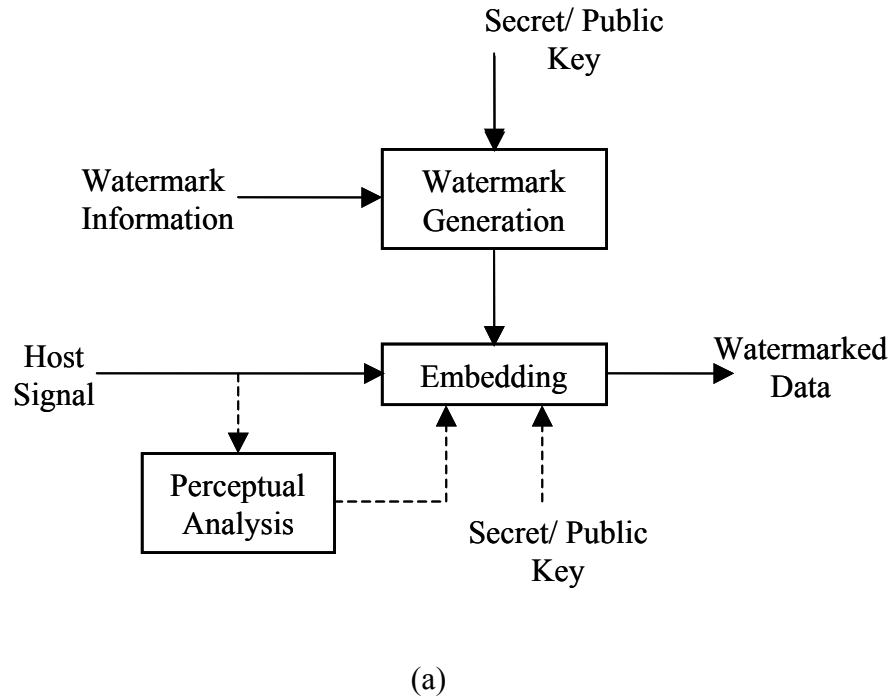 Secret/ Public
Key
Watermark
Information
Watermark
Generation
Host
Signal
Embedding
Watermarked
Data
Perceptual
Analysis
Secret/ Public
Key
(a)